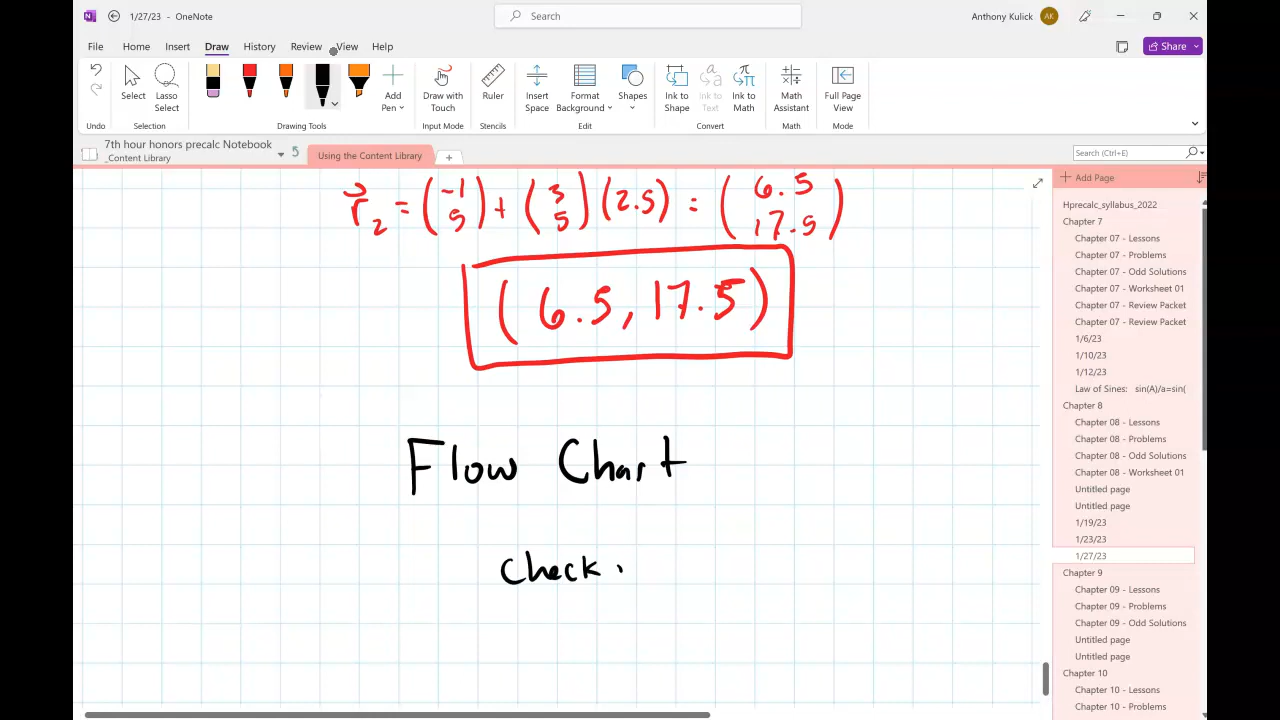 1/27/23 - OneNote
Search
Anthony Kulick
AK
File Home Insert Draw History Review View Help
Share
Undo
Select
Lasso Select
Add Pen
Draw with Touch
Ruler
Insert Space
Format Background
Shapes
Ink to Shape
Ink to Text
Ink to Math
Math Assistant
Full Page View
Undo Selection Drawing Tools Input Mode Stencils Edit Convert Math Mode
7th hour honors precalc Notebook
_Content Library
Using the Content Library
+
Search (Ctrl+E)
r⃗₂ = (-1 5) + (3 5)(2.5) = (6.5 17.5)
(6.5, 17.5)
Flow Chart
Check
Add Page
Hprecalc_syllabus_2022
Chapter 7
Chapter 07 - Lessons
Chapter 07 - Problems
Chapter 07 - Odd Solutions
Chapter 07 - Worksheet 01
Chapter 07 - Review Packet
Chapter 07 - Review Packet
1/6/23
1/10/23
1/12/23
Law of Sines: sin(A)/a=sin(
Chapter 8
Chapter 08 - Lessons
Chapter 08 - Problems
Chapter 08 - Odd Solutions
Chapter 08 - Worksheet 01
Untitled page
Untitled page
1/19/23
1/23/23
1/27/23
Chapter 9
Chapter 09 - Lessons
Chapter 09 - Problems
Chapter 09 - Odd Solutions
Untitled page
Untitled page
Chapter 10
Chapter 10 - Lessons
Chapter 10 - Problems